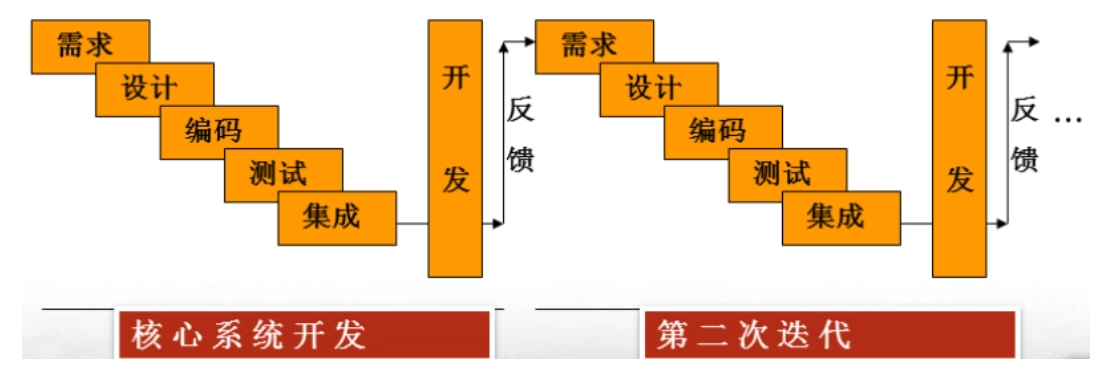 需求
设计
编码
测试
集成
开发
反馈
需求
设计
编码
测试
集成
开发
反馈
...
核心系统开发
第二次迭代